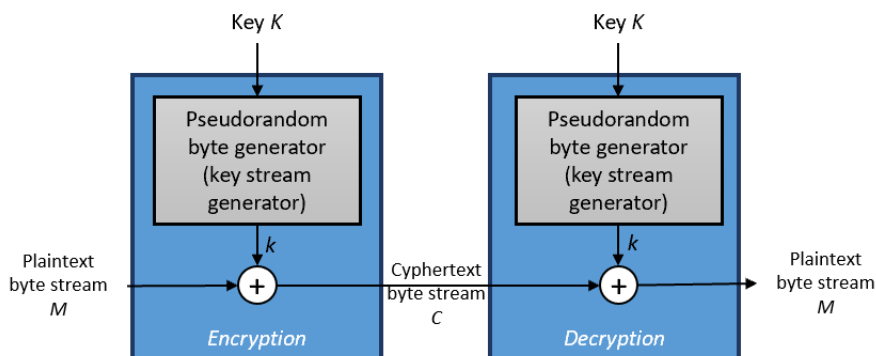 Key K
Key K
Pseudorandom
byte generator
(key stream
generator)
Pseudorandom
byte generator
(key stream
generator)
k
k
Plaintext
byte stream
M
+
Cyphertext
byte stream
C
+
Plaintext
byte stream
M
Encryption
Decryption